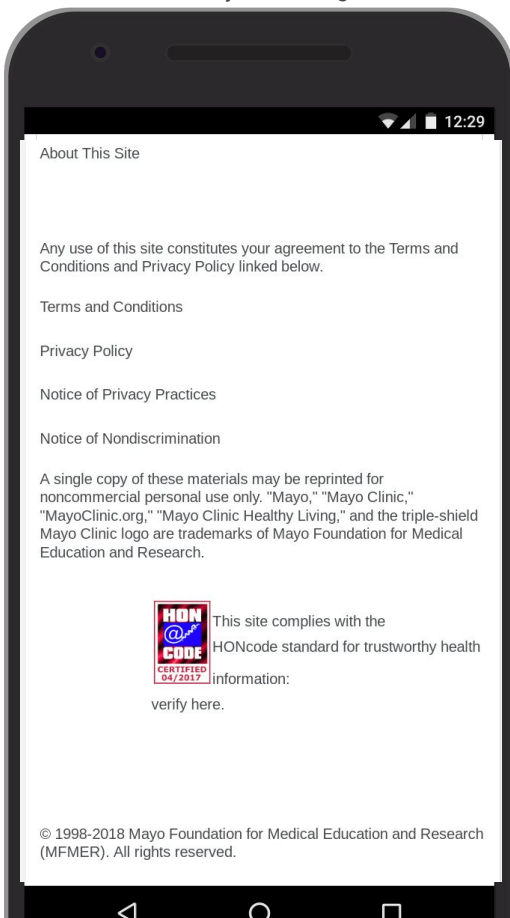 12:29
About This Site
Any use of this site constitutes your agreement to the Terms and
Conditions and Privacy Policy linked below.
Terms and Conditions
Privacy Policy
Notice of Privacy Practices
Notice of Nondiscrimination
A single copy of these materials may be reprinted for
noncommercial personal use only. "Mayo," "Mayo Clinic,"
"MayoClinic.org," "Mayo Clinic Healthy Living," and the triple-shield
Mayo Clinic logo are trademarks of Mayo Foundation for Medical
Education and Research.
HON
@
CODE
CERTIFIED
04/2017
This site complies with the
HONcode standard for trustworthy health
information:
verify here.
© 1998-2018 Mayo Foundation for Medical Education and Research
(MFMER). All rights reserved.